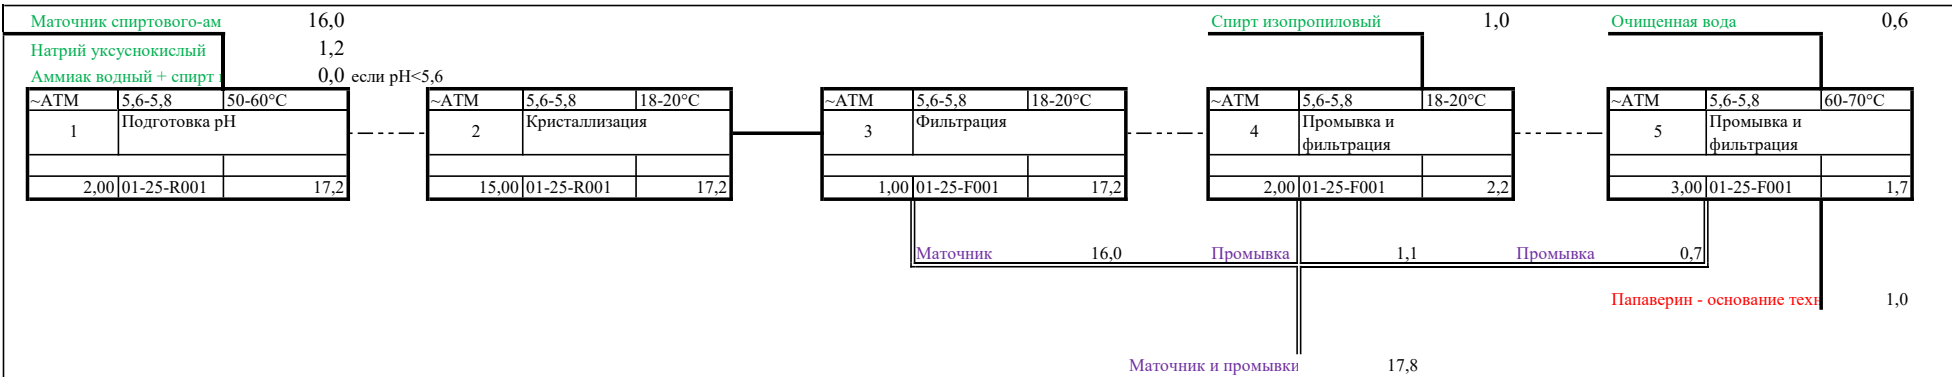 Маточник спиртового-ам 16,0 Спирт изопропиловый 1,0 Очищенная вода 0,6
Натрий уксуснокислый 1,2
Аммиак водный + спирт 0,0 если pH<5,6
~АТМ 5,6-5,8 50-60°C ~АТМ 5,6-5,8 18-20°C ~АТМ 5,6-5,8 18-20°C ~АТМ 5,6-5,8 18-20°C ~АТМ 5,6-5,8 60-70°C
1 Подготовка pH 2 Кристаллизация 3 Фильтрация 4 Промывка и 5 Промывка и
фильтрация фильтрация
2,00 01-25-R001 17,2 15,00 01-25-R001 17,2 1,00 01-25-F001 17,2 2,00 01-25-F001 2,2 3,00 01-25-F001 1,7
Маточник 16,0 Промывка 1,1 Промывка 0,7
Папаверин - основание техн 1,0
Маточник и промывки 17,8